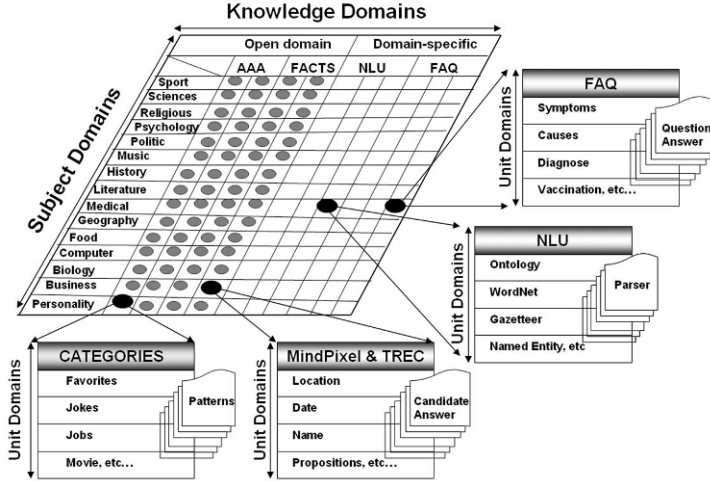 Knowledge Domains
Open domain
Domain-specific
AAA
FACTS
NLU
FAQ
Subject Domains
Sport
Sciences
Religious
Psychology
Politic
Music
History
Literature
Medical
Geography
Food
Computer
Biology
Business
Personality
Unit Domains
FAQ
Symptoms
Causes
Diagnose
Vaccination, etc...
Question
Answer
Unit Domains
NLU
Ontology
WordNet
Gazetteer
Named Entity, etc
Parser
Unit Domains
CATEGORIES
Favorites
Jokes
Jobs
Movie, etc...
Patterns
Unit Domains
MindPixel & TREC
Location
Date
Name
Propositions, etc...
Candidate
Answer